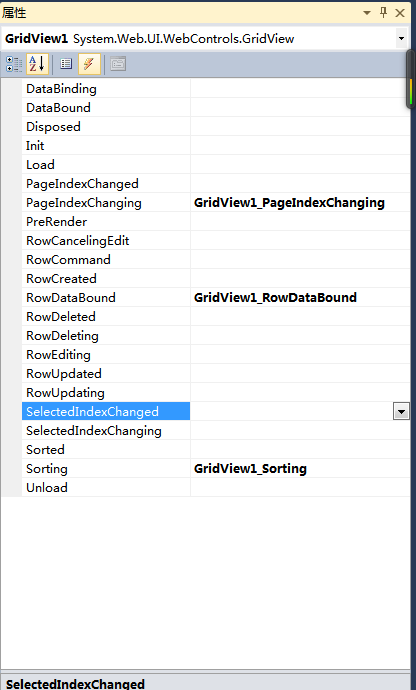 属性
GridView1 System.Web.UI.WebControls.GridView
DataBinding
DataBound
Disposed
Init
Load
PageIndexChanged
PageIndexChanging GridView1_PageIndexChanging
PreRender
RowCancelingEdit
RowCommand
RowCreated
RowDataBound GridView1_RowDataBound
RowDeleted
RowDeleting
RowEditing
RowUpdated
RowUpdating
SelectedIndexChanged
SelectedIndexChanging
Sorted
Sorting GridView1_Sorting
Unload
SelectedIndexChanged